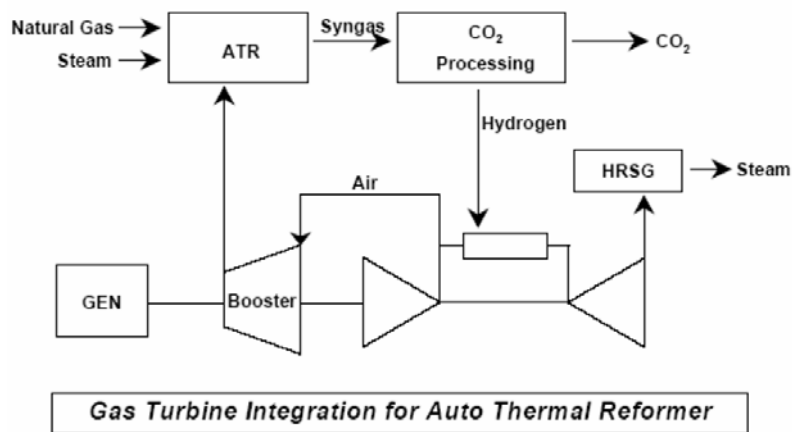 Natural Gas
Steam
ATR
Syngas
CO₂
Processing
CO₂
Hydrogen
HRSG
Steam
Air
GEN
Booster
Gas Turbine Integration for Auto Thermal Reformer